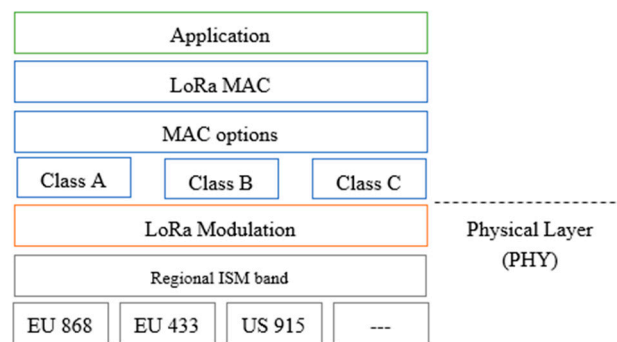 Application
LoRa MAC
MAC options
Class A
Class B
Class C
LoRa Modulation
Physical Layer
(PHY)
Regional ISM band
EU 868
EU 433
US 915
---